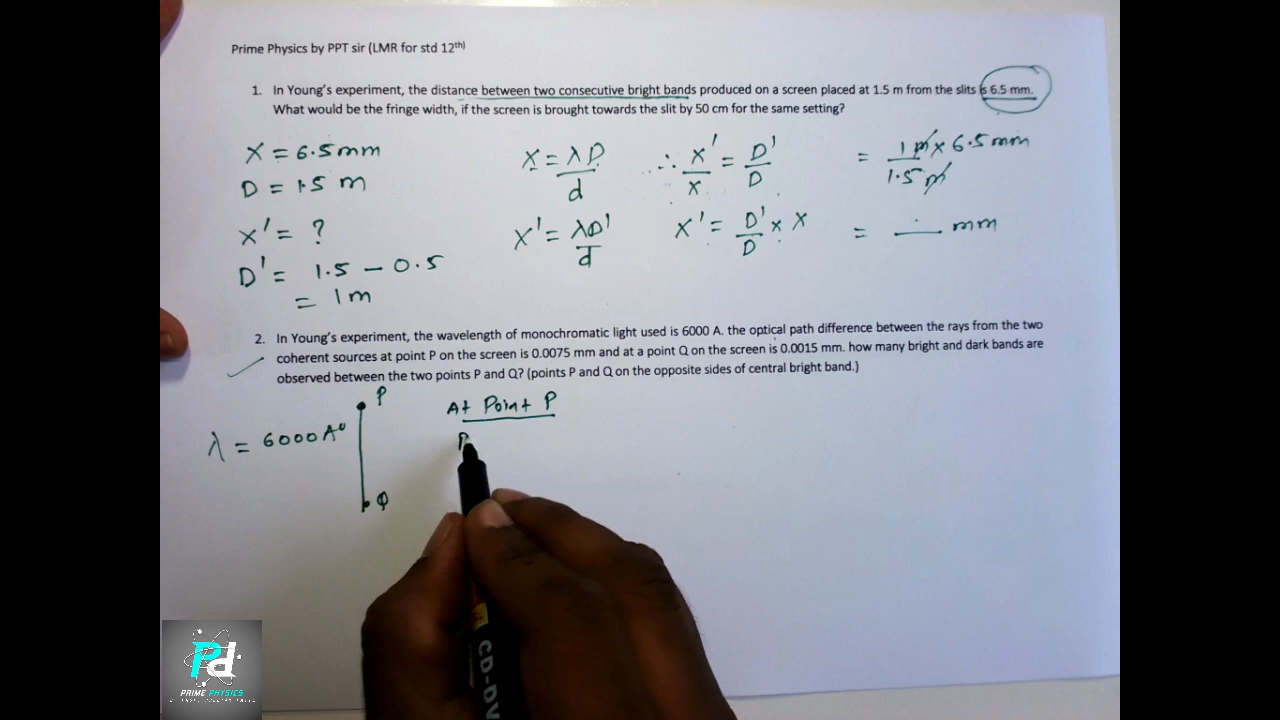 Prime Physics by PPT sir (LMR for std 12th)
1. In Young's experiment, the distance between two consecutive bright bands produced on a screen placed at 1.5 m from the slits is 6.5 mm.
What would be the fringe width, if the screen is brought towards the slit by 50 cm for the same setting?
X = 6.5mm
D = 1.5 m
X' = ?
D' = 1.5 - 0.5
= 1m
X = λD/d
X' = λD'/d
∴ X'/X = D'/D
X' = D'/D × X
= 1m/1.5m × 6.5mm
= — mm
2. In Young's experiment, the wavelength of monochromatic light used is 6000 A. the optical path difference between the rays from the two
coherent sources at point P on the screen is 0.0075 mm and at a point Q on the screen is 0.0015 mm. how many bright and dark bands are
observed between the two points P and Q? (points P and Q on the opposite sides of central bright band.)
λ = 6000A°
P
Q
At Point P
P
CD-DV
Pd
PRIME PHYSICS